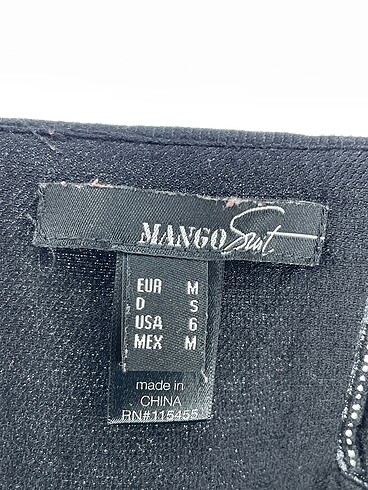 MANGO Suit
EUR M
D S
USA 6
MEX M
made in
CHINA
RN#115455